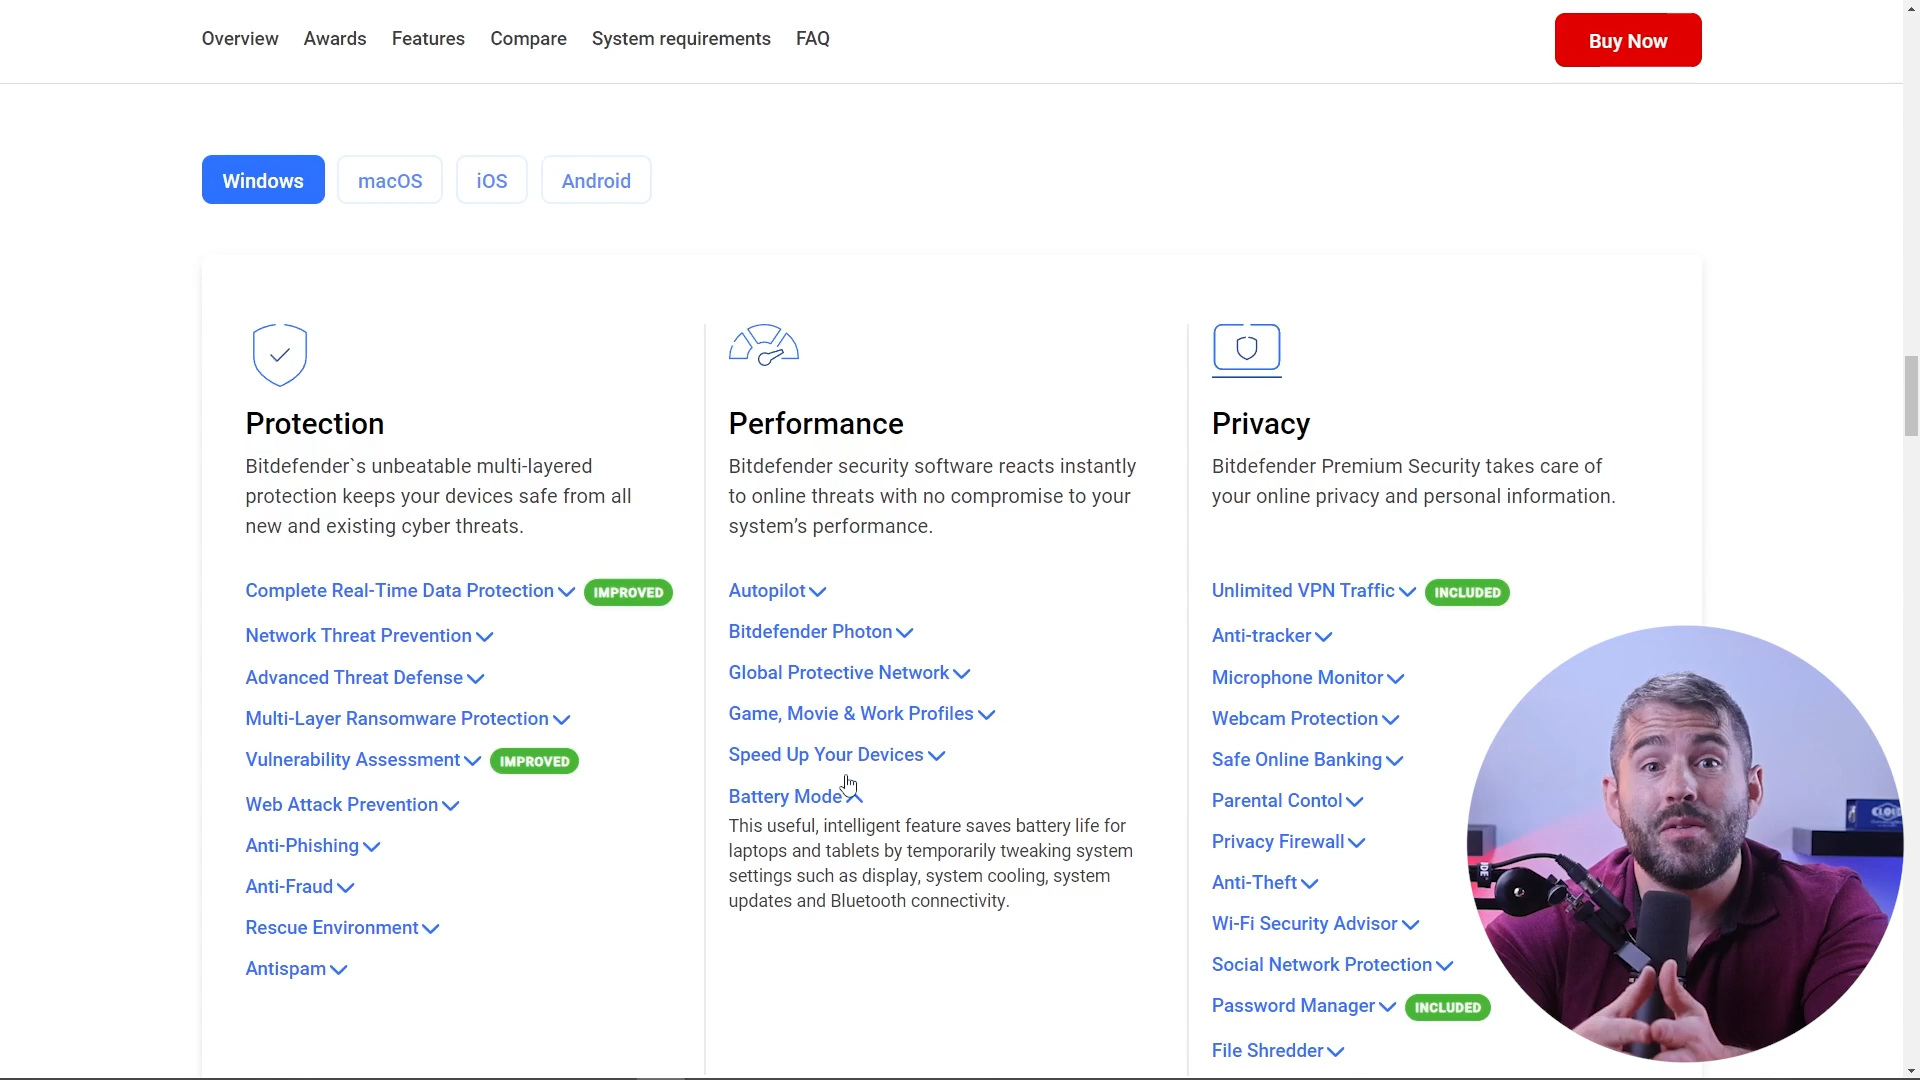 Overview Awards Features Compare System requirements FAQ
Buy Now
Windows macOS iOS Android
Protection
Bitdefender`s unbeatable multi-layered
protection keeps your devices safe from all
new and existing cyber threats.
Complete Real-Time Data Protection IMPROVED
Network Threat Prevention
Advanced Threat Defense
Multi-Layer Ransomware Protection
Vulnerability Assessment IMPROVED
Web Attack Prevention
Anti-Phishing
Anti-Fraud
Rescue Environment
Antispam
Performance
Bitdefender security software reacts instantly
to online threats with no compromise to your
system’s performance.
Autopilot
Bitdefender Photon
Global Protective Network
Game, Movie & Work Profiles
Speed Up Your Devices
Battery Mode
This useful, intelligent feature saves battery life for
laptops and tablets by temporarily tweaking system
settings such as display, system cooling, system
updates and Bluetooth connectivity.
Privacy
Bitdefender Premium Security takes care of
your online privacy and personal information.
Unlimited VPN Traffic INCLUDED
Anti-tracker
Microphone Monitor
Webcam Protection
Safe Online Banking
Parental Contol
Privacy Firewall
Anti-Theft
Wi-Fi Security Advisor
Social Network Protection
Password Manager INCLUDED
File Shredder